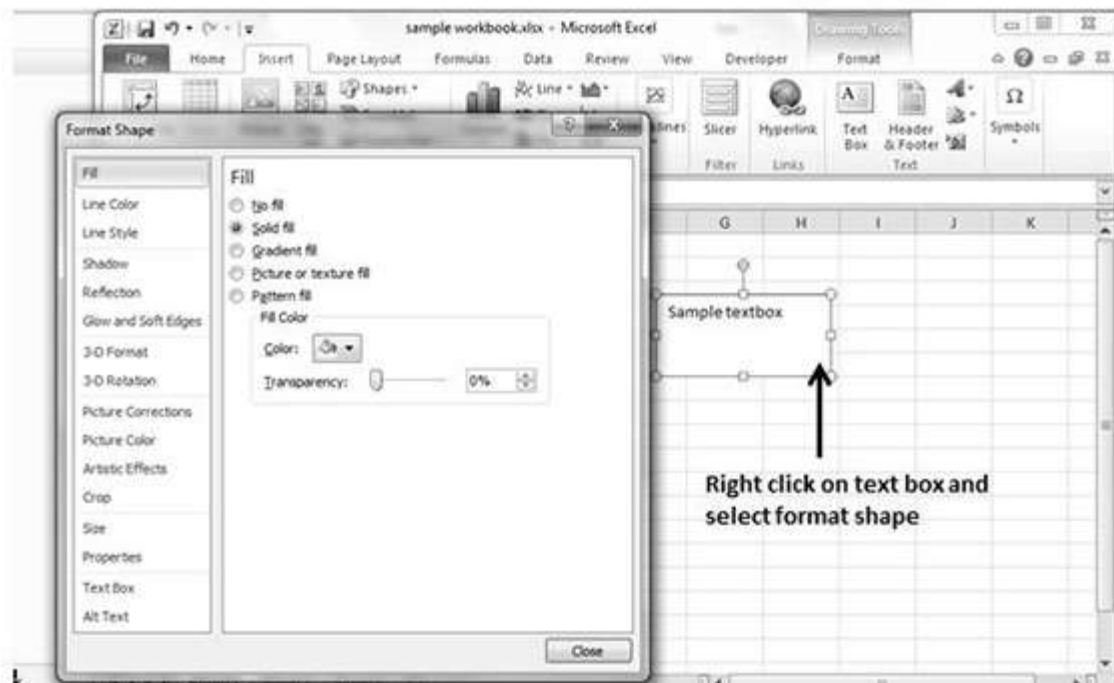 sample workbook.xlsx - Microsoft Excel
Drawing Tools
File Home Insert Page Layout Formulas Data Review View Developer Format
Shapes
Line
Slicer
Hyperlink
Text Box
Header & Footer
Symbols
Filter
Links
Text
Format Shape
Fill
Line Color
Line Style
Shadow
Reflection
Glow and Soft Edges
3-D Format
3-D Rotation
Picture Corrections
Picture Color
Artistic Effects
Crop
Size
Properties
Text Box
Alt Text
Fill
No fill
Solid fill
Gradient fill
Picture or texture fill
Pattern fill
Fill Color
Color:
Transparency: 0%
Close
G H I J K
Sample textbox
Right click on text box and
select format shape